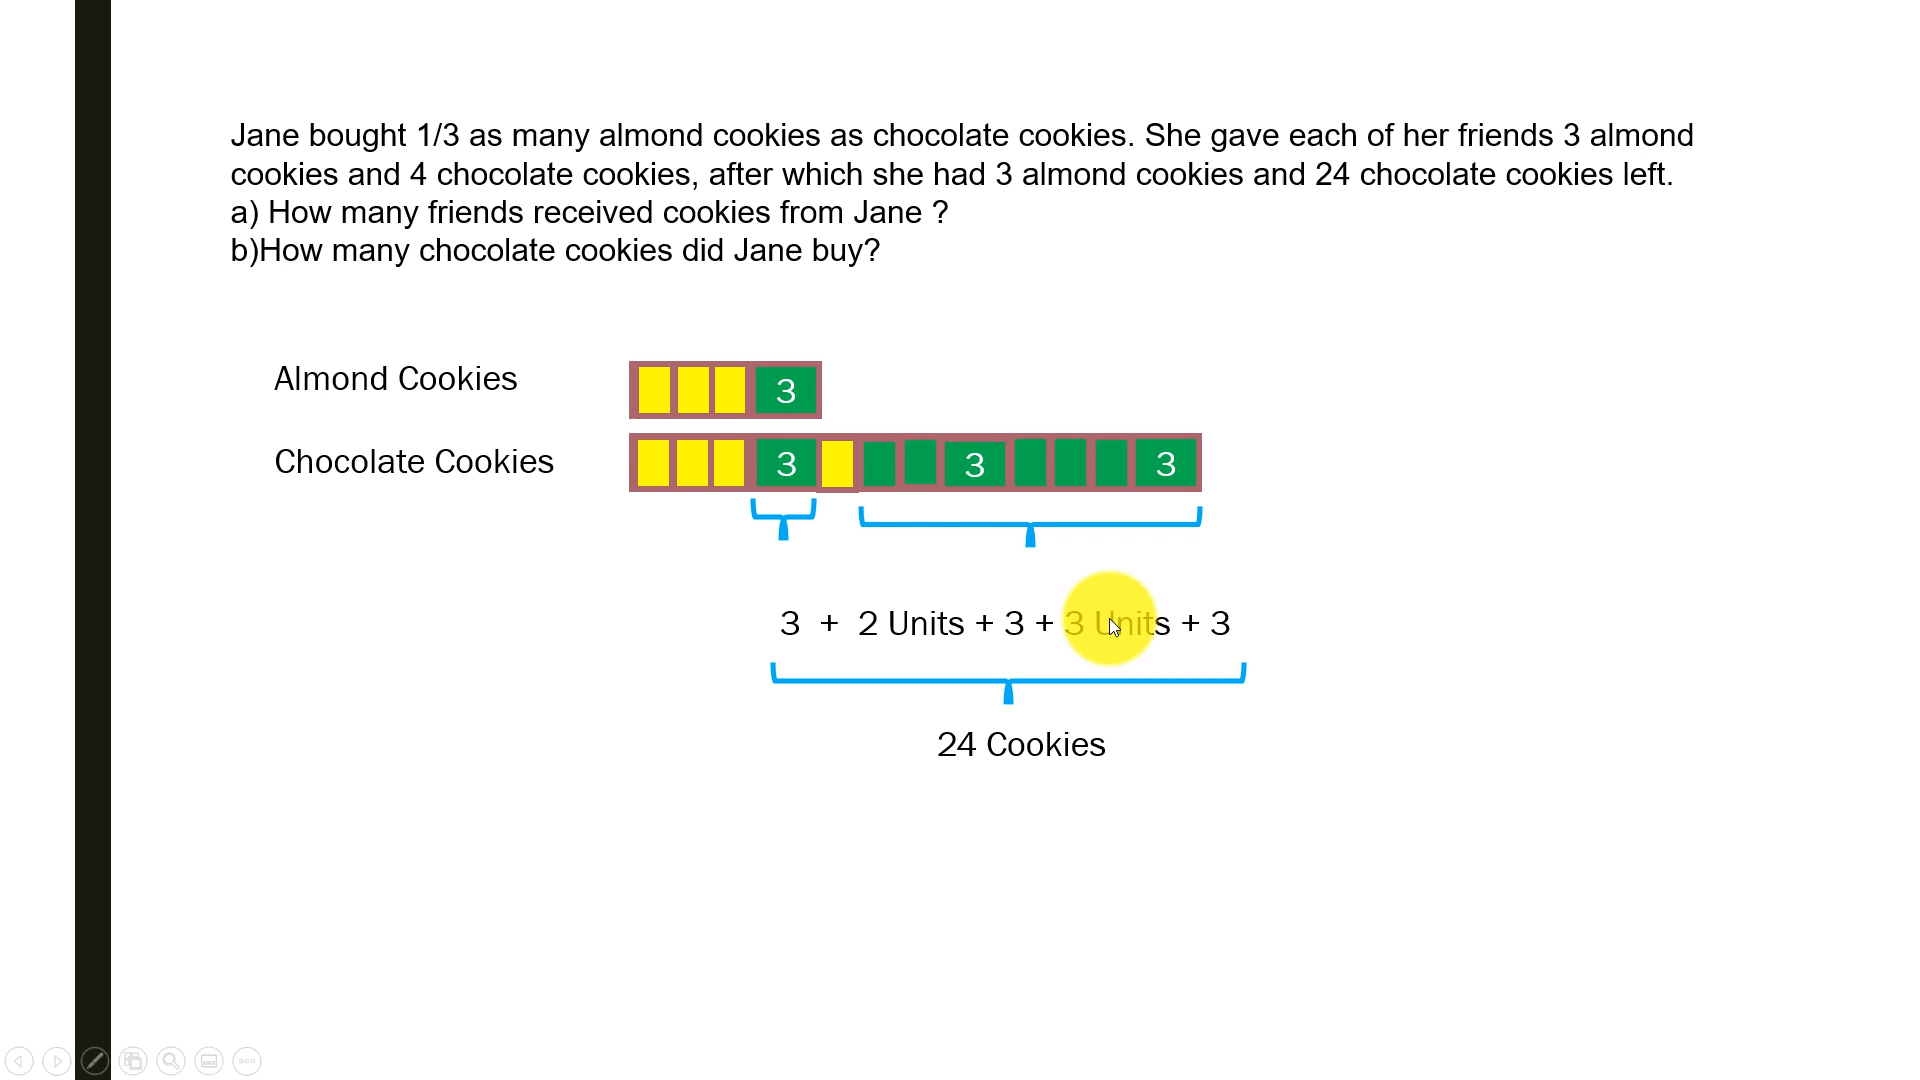 Jane bought 1/3 as many almond cookies as chocolate cookies. She gave each of her friends 3 almond
cookies and 4 chocolate cookies, after which she had 3 almond cookies and 24 chocolate cookies left.
a) How many friends received cookies from Jane ?
b)How many chocolate cookies did Jane buy?
Almond Cookies 3
Chocolate Cookies 3 3 3
3 + 2 Units + 3 + 3 Units + 3
24 Cookies